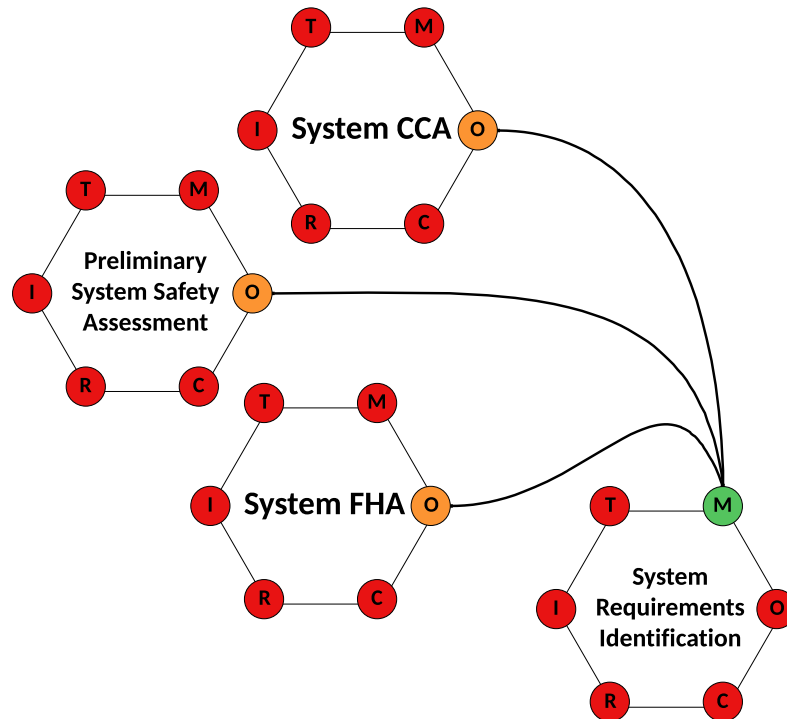 T M
I System CCA O
R C
T M
Preliminary
I System Safety O
Assessment
R C
T M
I System FHA O
R C
T M
System
I Requirements O
Identification
R C